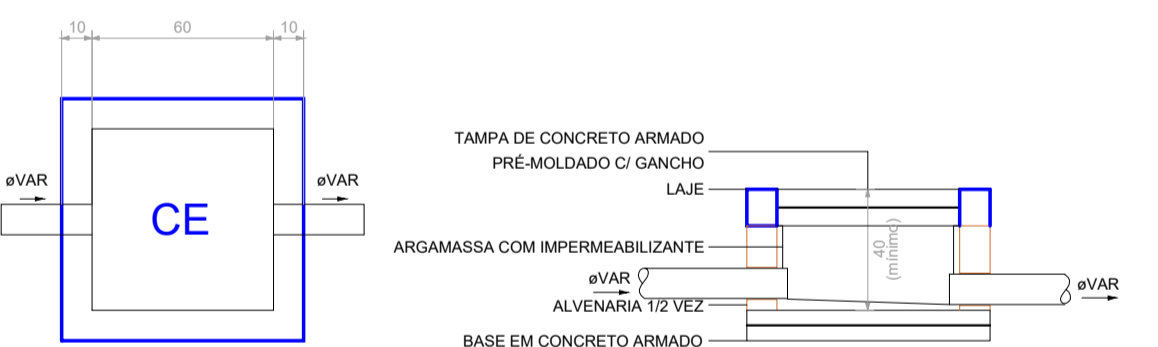 10
60
10
øVAR
øVAR
CE
TAMPA DE CONCRETO ARMADO
PRÉ-MOLDADO C/ GANCHO
LAJE
ARGAMASSA COM IMPERMEABILIZANTE
40
(mínimo)
øVAR
øVAR
ALVENARIA 1/2 VEZ
BASE EM CONCRETO ARMADO